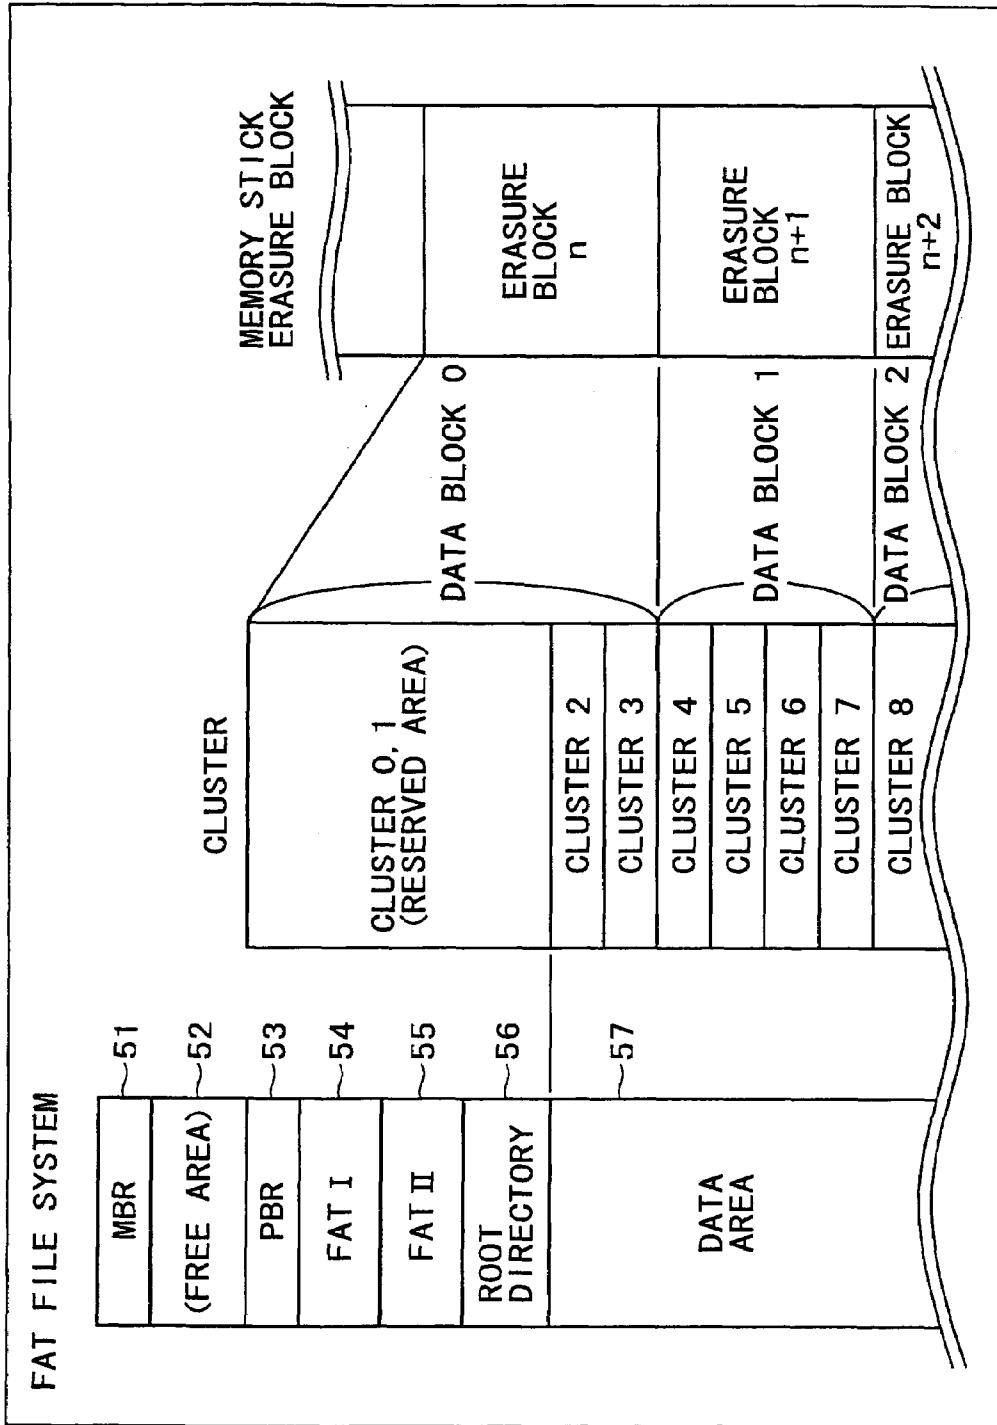 FAT FILE SYSTEM
MBR
51
(FREE AREA)
52
PBR
53
FAT I
54
FAT II
55
ROOT
DIRECTORY
56
DATA
AREA
57
CLUSTER
CLUSTER 0, 1
(RESERVED AREA)
CLUSTER 2
CLUSTER 3
CLUSTER 4
CLUSTER 5
CLUSTER 6
CLUSTER 7
CLUSTER 8
DATA BLOCK 0
DATA BLOCK 1
DATA BLOCK 2
MEMORY STICK
ERASURE BLOCK
ERASURE
BLOCK
n
ERASURE
BLOCK
n+1
ERASURE BLOCK
n+2